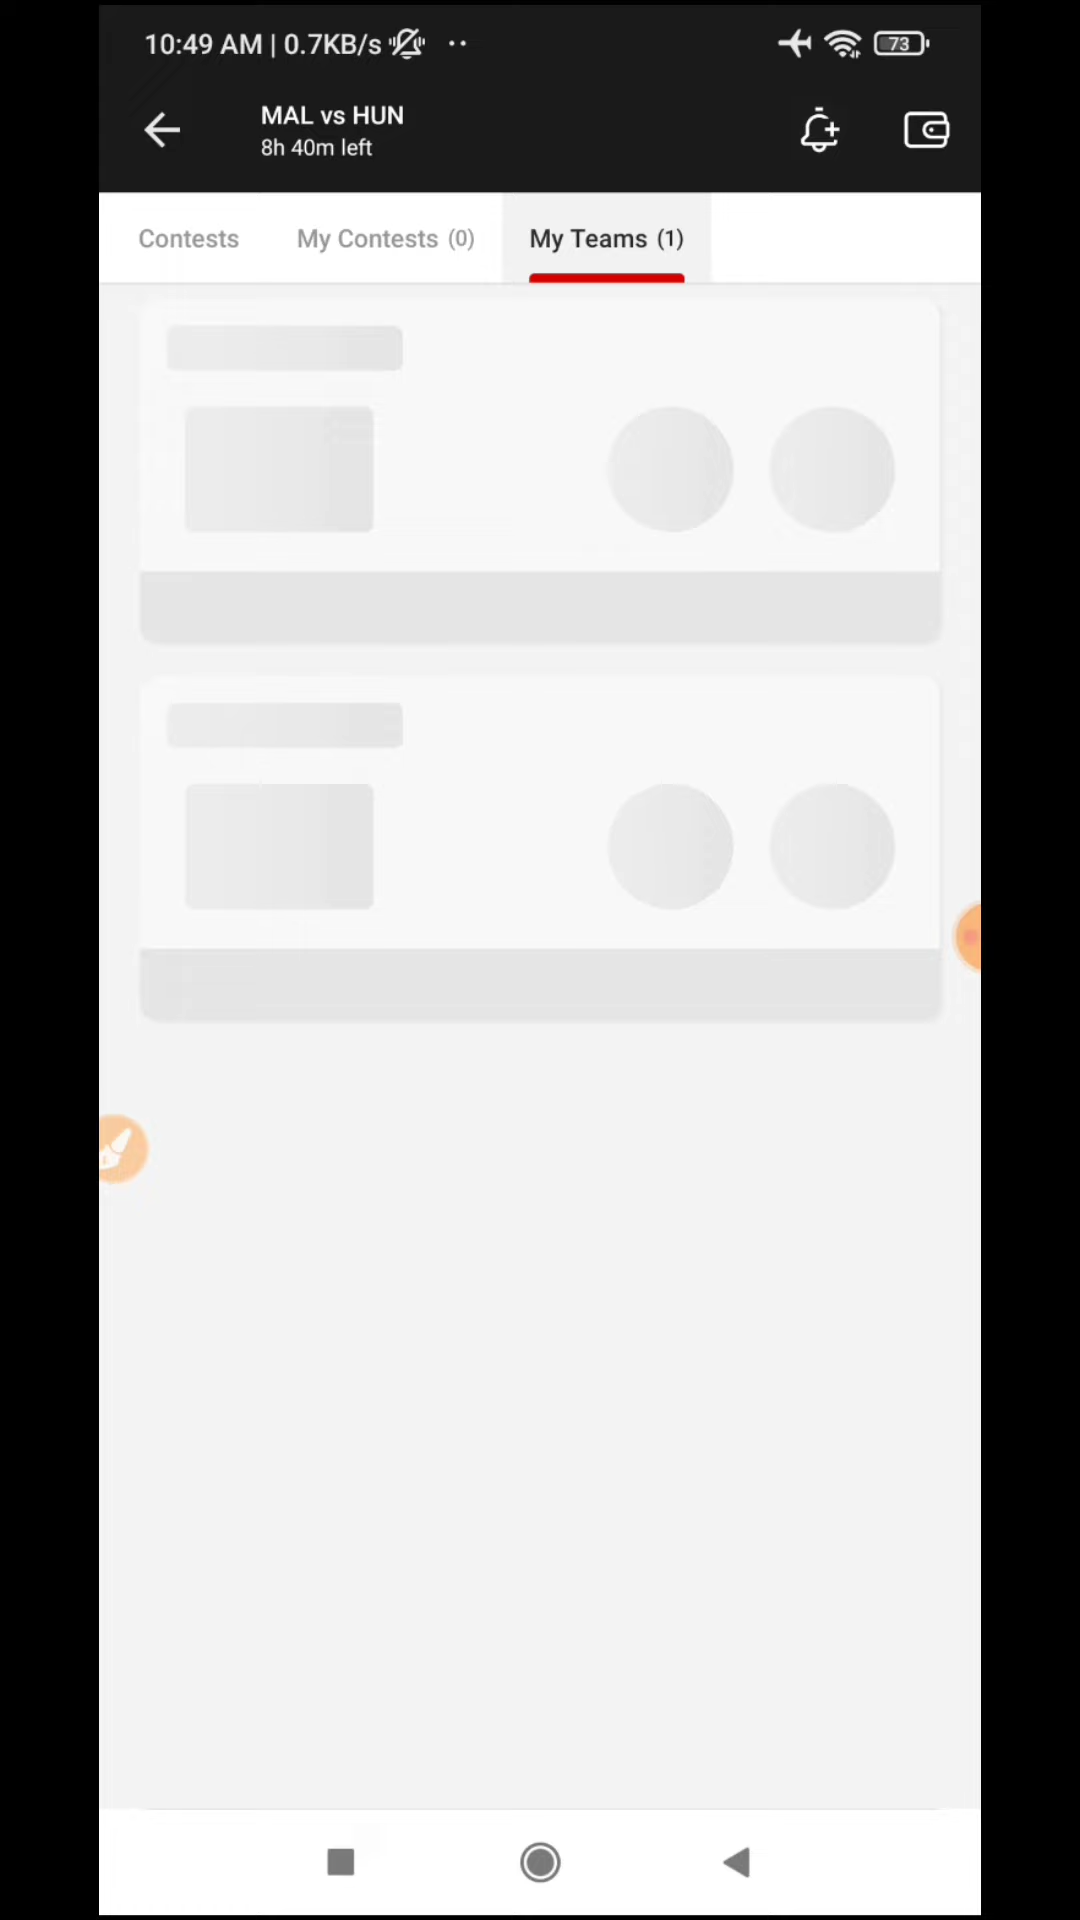 10:49 AM | 0.7KB/s
73
MAL vs HUN
8h 40m left
Contests
My Contests (0)
My Teams (1)